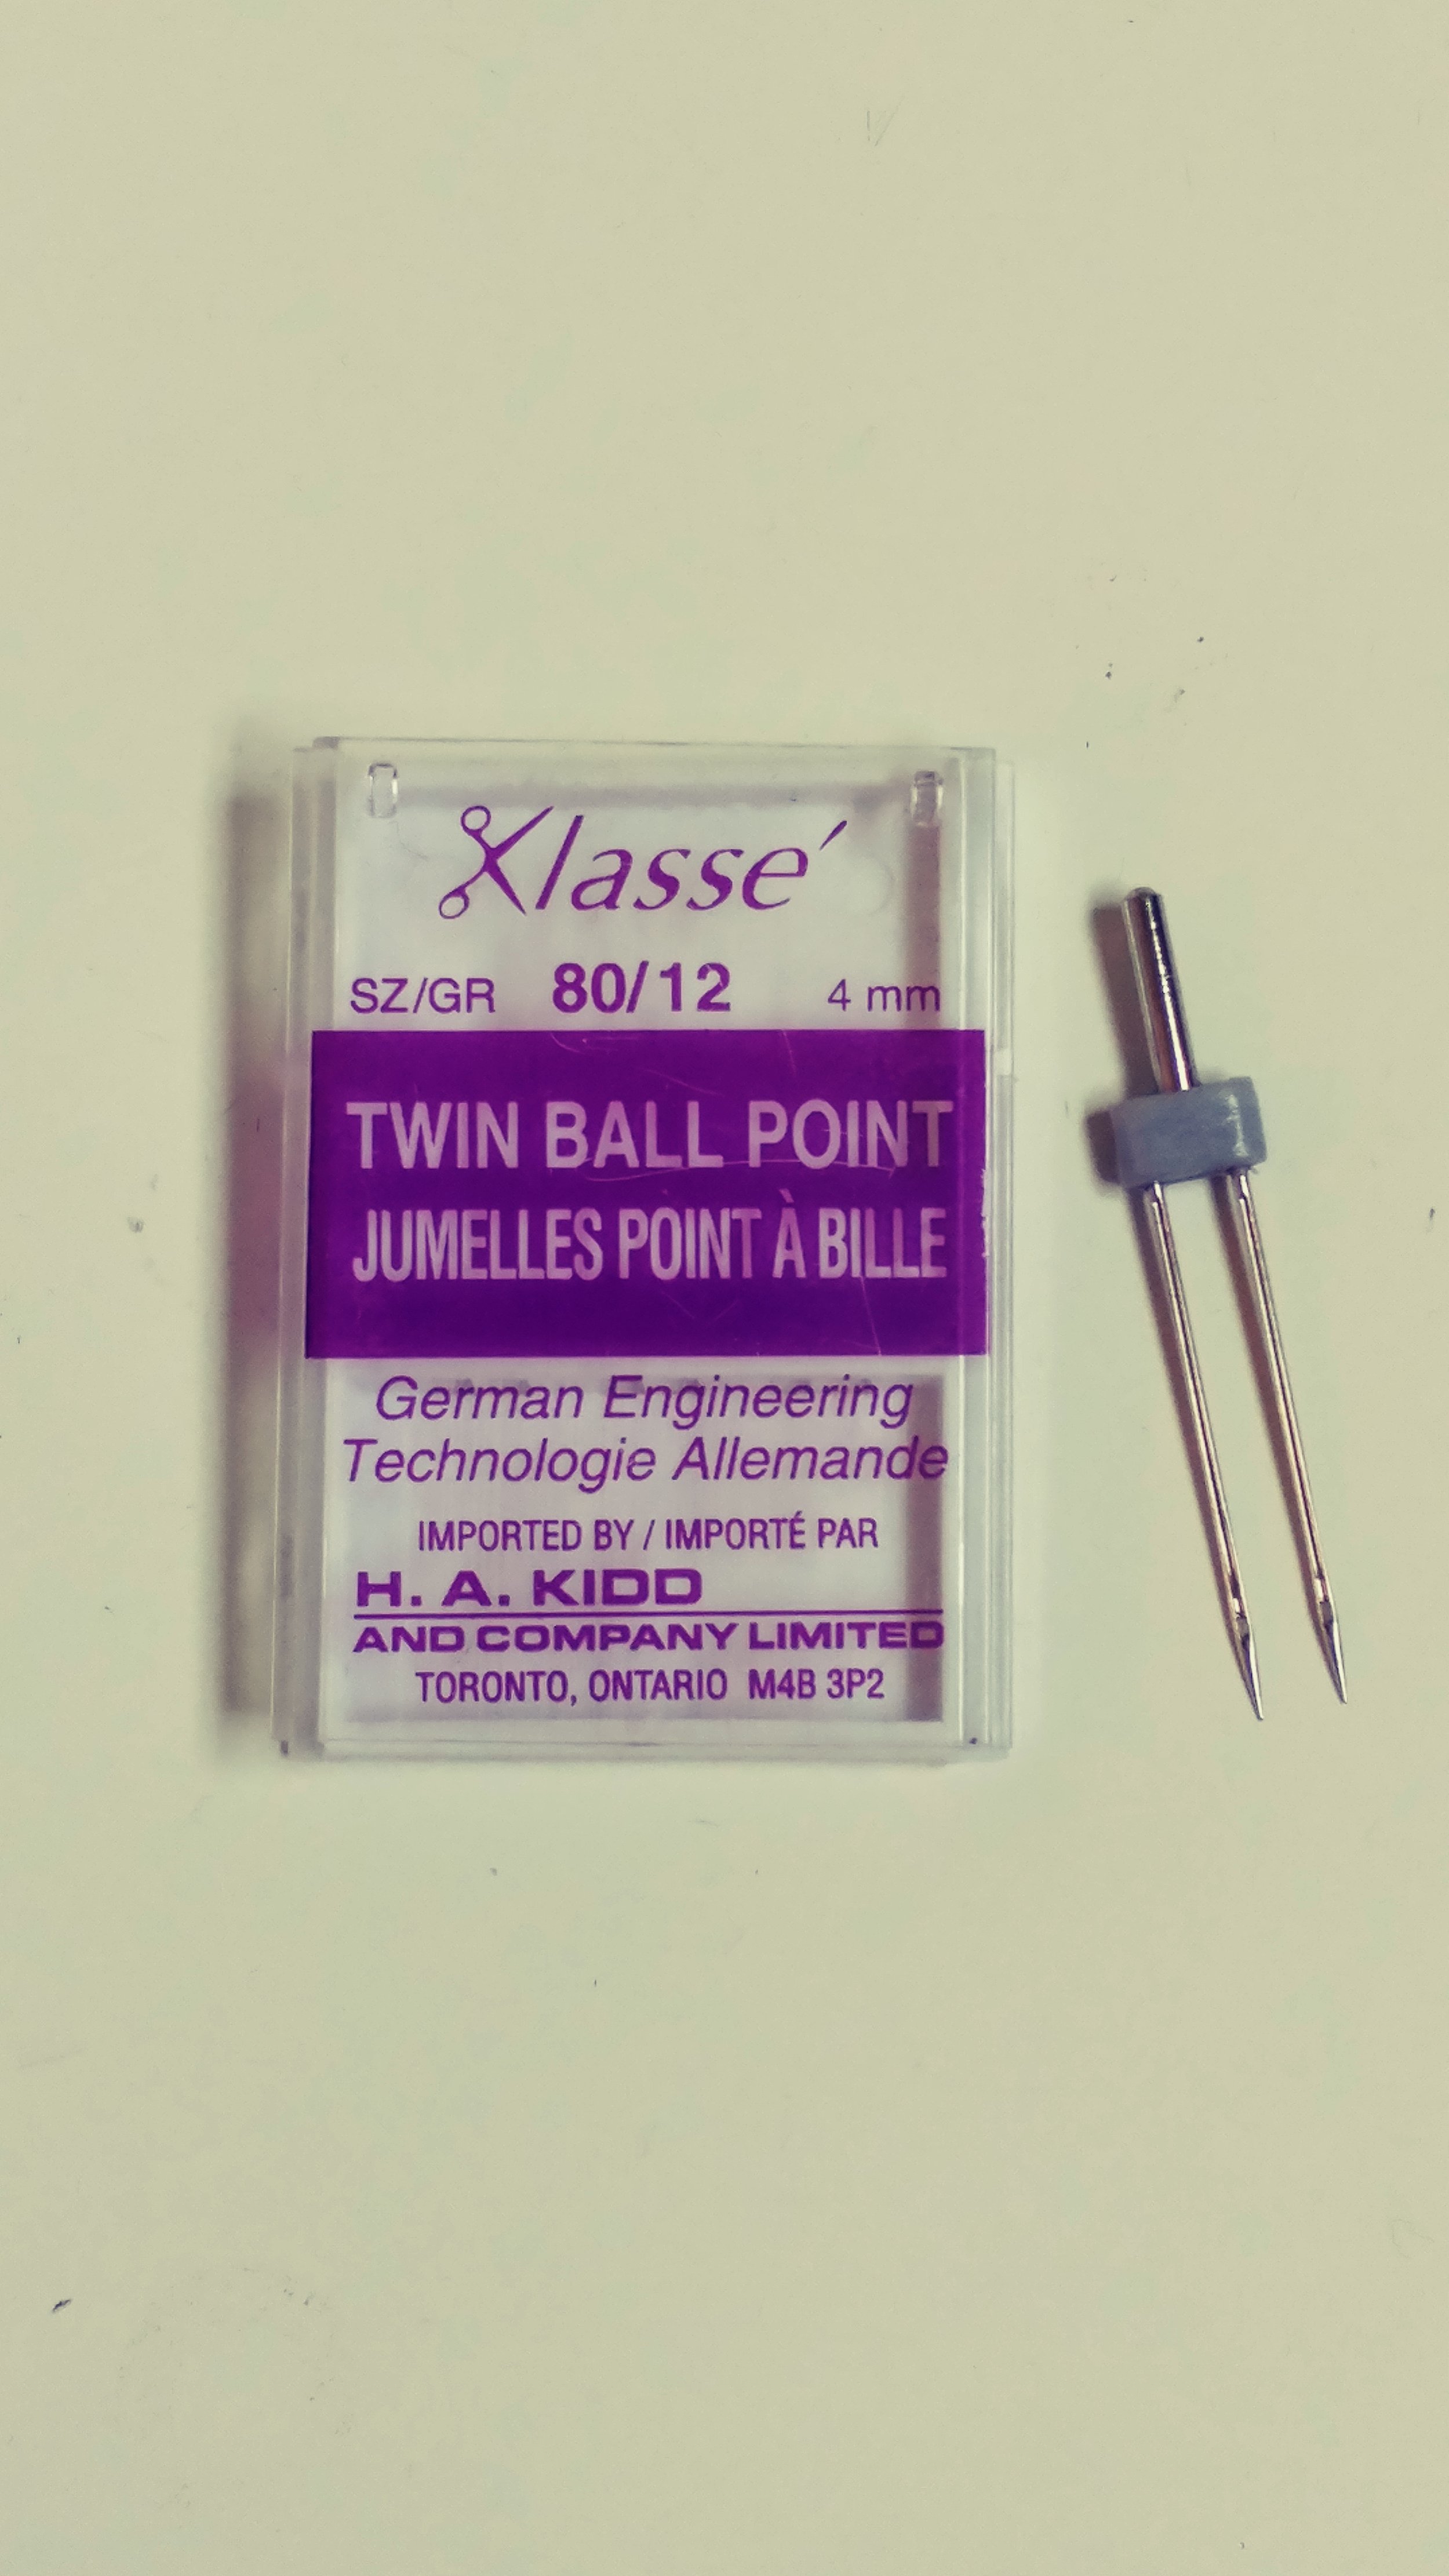 Klassé
SZ/GR 80/12 4 mm
TWIN BALL POINT
JUMELLES POINT À BILLE
German Engineering
Technologie Allemande
IMPORTED BY / IMPORTÉ PAR
H. A. KIDD
AND COMPANY LIMITED
TORONTO, ONTARIO M4B 3P2